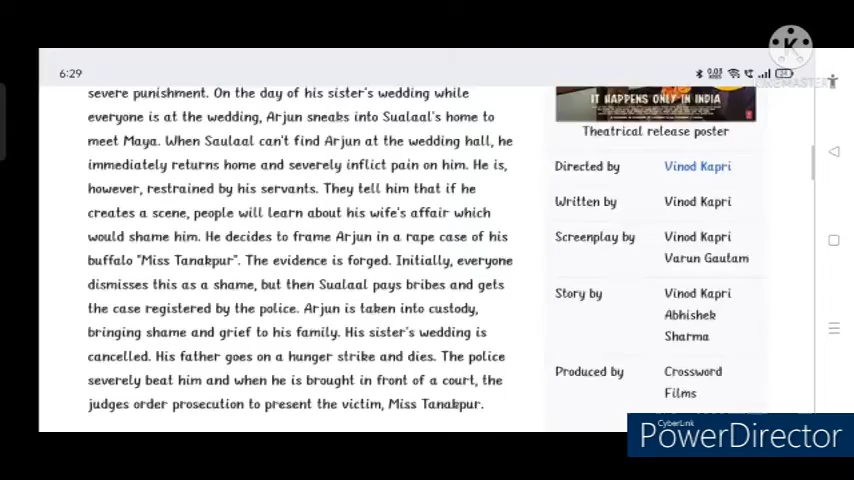 6:29
severe punishment. On the day of his sister's wedding while
everyone is at the wedding, Arjun sneaks into Sualaal's home to
meet Maya. When Saulaal can't find Arjun at the wedding hall, he
immediately returns home and severely inflict pain on him. He is,
however, restrained by his servants. They tell him that if he
creates a scene, people will learn about his wife's affair which
would shame him. He decides to frame Arjun in a rape case of his
buffalo "Miss Tanakpur". The evidence is forged. Initially, everyone
dismisses this as a shame, but then Sualaal pays bribes and gets
the case registered by the police. Arjun is taken into custody,
bringing shame and grief to his family. His sister's wedding is
cancelled. His father goes on a hunger strike and dies. The police
severely beat him and when he is brought in front of a court, the
judges order prosecution to present the victim, Miss Tanakpur.
IT HAPPENS ONLY IN INDIA
Theatrical release poster
Directed by Vinod Kapri
Written by Vinod Kapri
Screenplay by Vinod Kapri
Varun Gautam
Story by Vinod Kapri
Abhishek
Sharma
Produced by Crossword
Films
K
KINEMASTER
CyberLink
PowerDirector